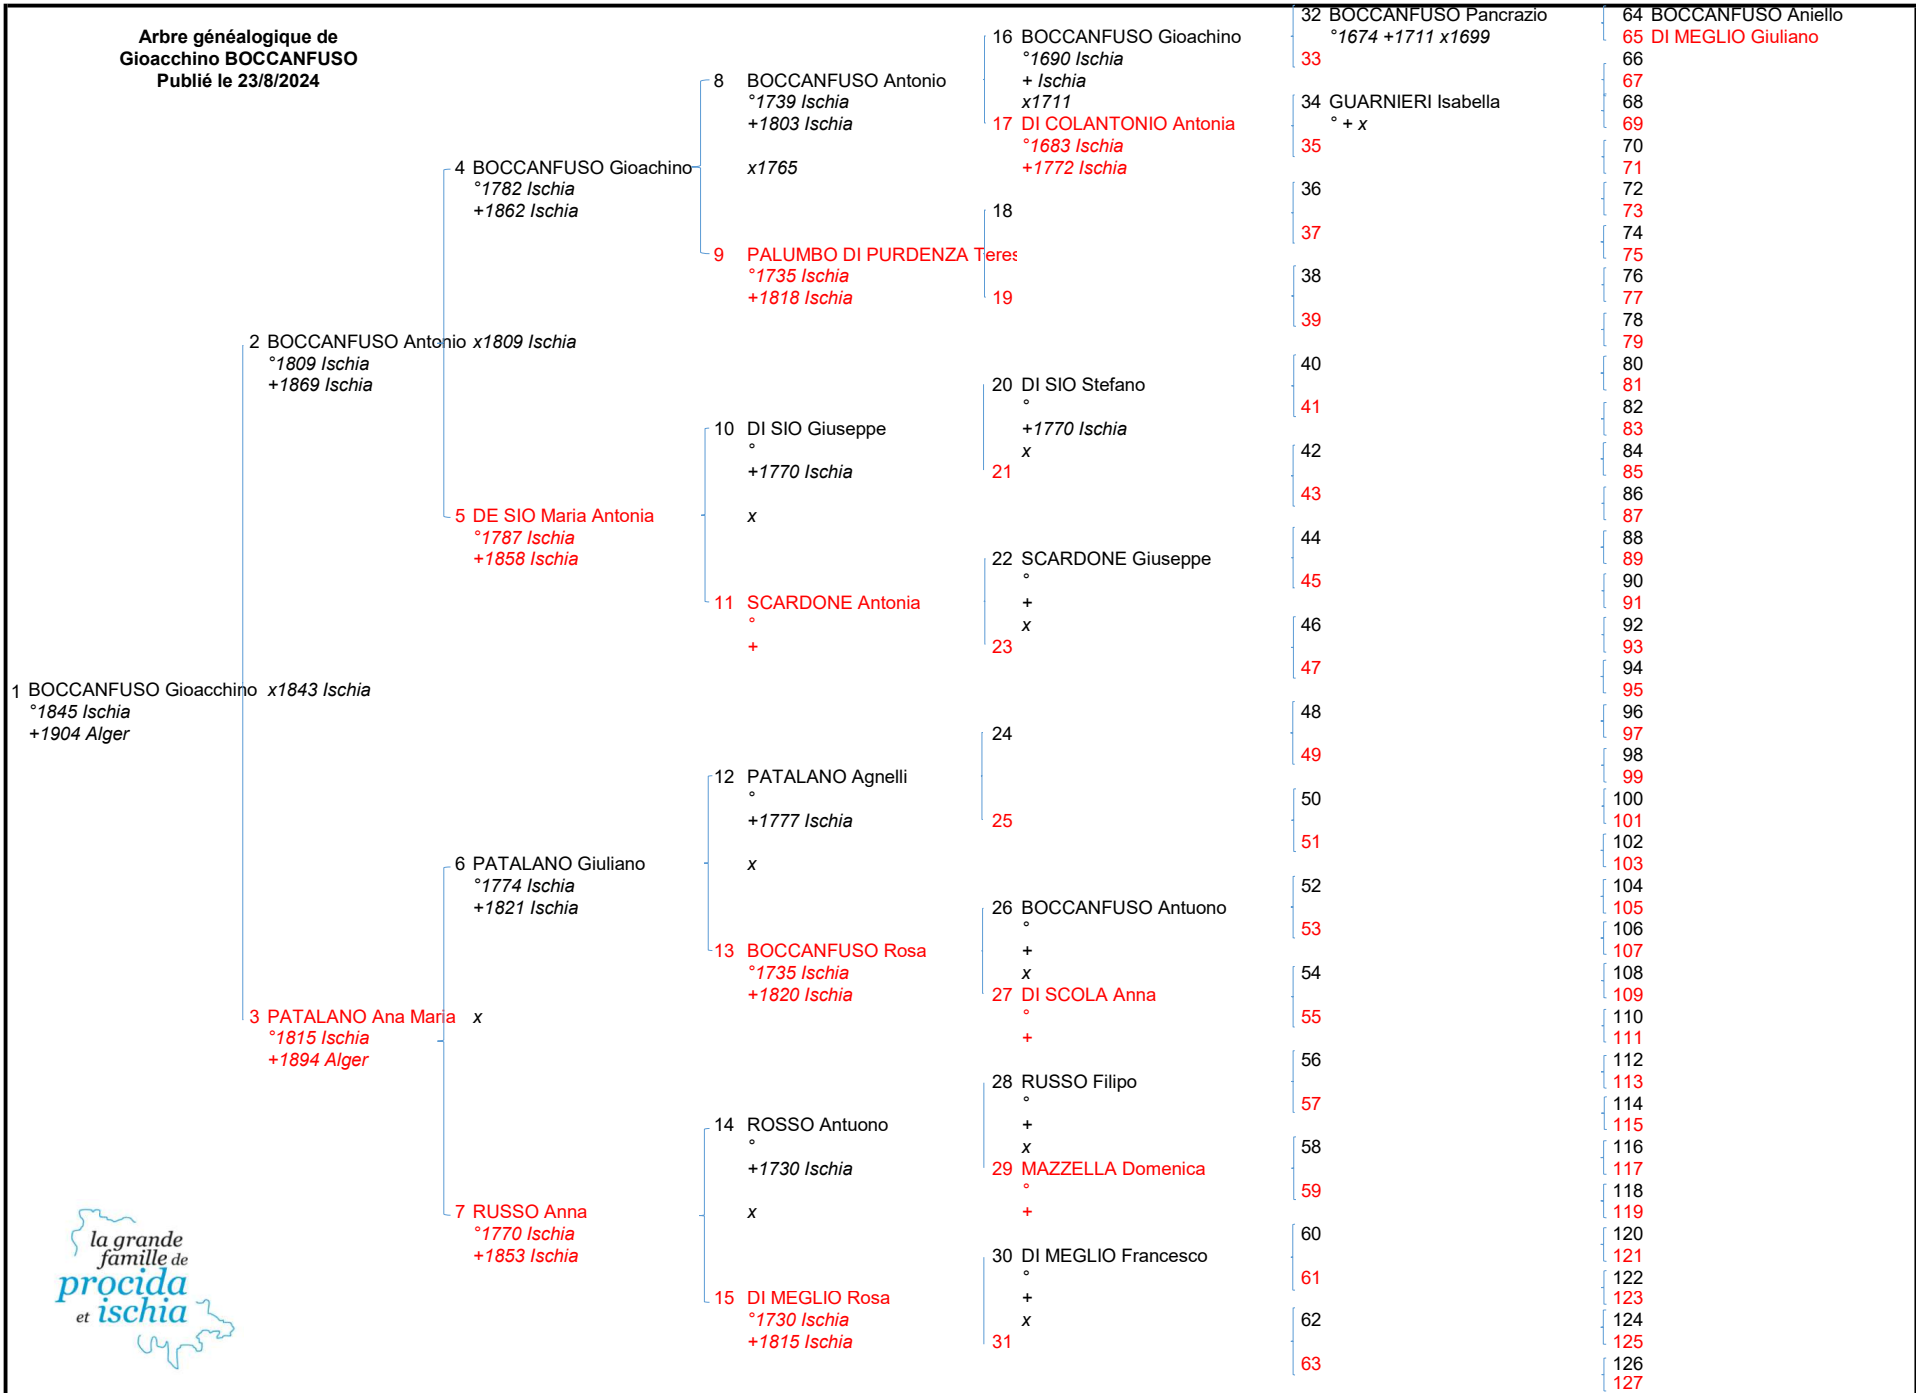 Arbre généalogique de
Gioacchino BOCCANFUSO
Publié le 23/8/2024
1 BOCCANFUSO Gioacchino x1843 Ischia
°1845 Ischia
+1904 Alger
2 BOCCANFUSO Antonio x1809 Ischia
°1809 Ischia
+1869 Ischia
3 PATALANO Ana Maria x
°1815 Ischia
+1894 Alger
4 BOCCANFUSO Gioachino x1765
°1782 Ischia
+1862 Ischia
5 DE SIO Maria Antonia x
°1787 Ischia
+1858 Ischia
6 PATALANO Giuliano x
°1774 Ischia
+1821 Ischia
7 RUSSO Anna x
°1770 Ischia
+1853 Ischia
8 BOCCANFUSO Antonio
°1739 Ischia
+1803 Ischia
9 PALUMBO DI PURDENZA Teres
°1735 Ischia
+1818 Ischia
10 DI SIO Giuseppe
°
+1770 Ischia
11 SCARDONE Antonia
°
+
12 PATALANO Agnelli
°
+1777 Ischia
13 BOCCANFUSO Rosa
°1735 Ischia
+1820 Ischia
14 ROSSO Antuono
°
+1730 Ischia
15 DI MEGLIO Rosa
°1730 Ischia
+1815 Ischia
16 BOCCANFUSO Gioachino
°1690 Ischia
+ Ischia
x1711
17 DI COLANTONIO Antonia
°1683 Ischia
+1772 Ischia
18
19
20 DI SIO Stefano
°
+1770 Ischia
x
21
22 SCARDONE Giuseppe
°
+
x
23
24
25
26 BOCCANFUSO Antuono
°
+
x
27 DI SCOLA Anna
°
+
28 RUSSO Filipo
°
+
x
29 MAZZELLA Domenica
°
+
30 DI MEGLIO Francesco
°
+
x
31
32 BOCCANFUSO Pancrazio
°1674 +1711 x1699
33
34 GUARNIERI Isabella
° + x
35
36
37
38
39
40
41
42
43
44
45
46
47
48
49
50
51
52
53
54
55
56
57
58
59
60
61
62
63
64 BOCCANFUSO Aniello
65 DI MEGLIO Giuliano
66
67
68
69
70
71
72
73
74
75
76
77
78
79
80
81
82
83
84
85
86
87
88
89
90
91
92
93
94
95
96
97
98
99
100
101
102
103
104
105
106
107
108
109
110
111
112
113
114
115
116
117
118
119
120
121
122
123
124
125
126
127
la grande
famille de
procida
et ischia